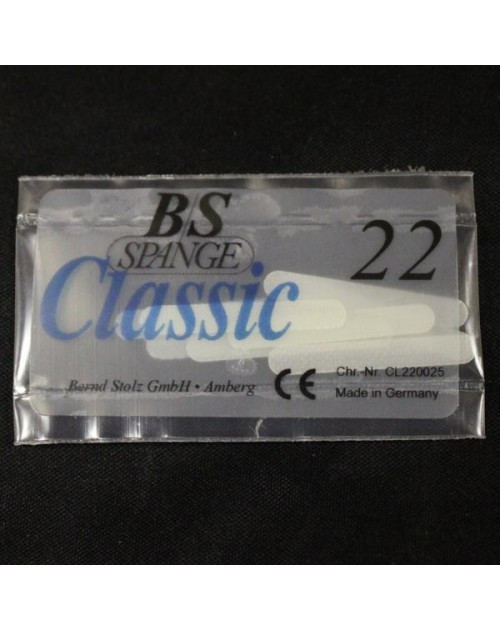 B/S
SPANGE
Classic
22
Bernd Stolz GmbH • Amberg
CE
Chr.-Nr. CL220025
Made in Germany